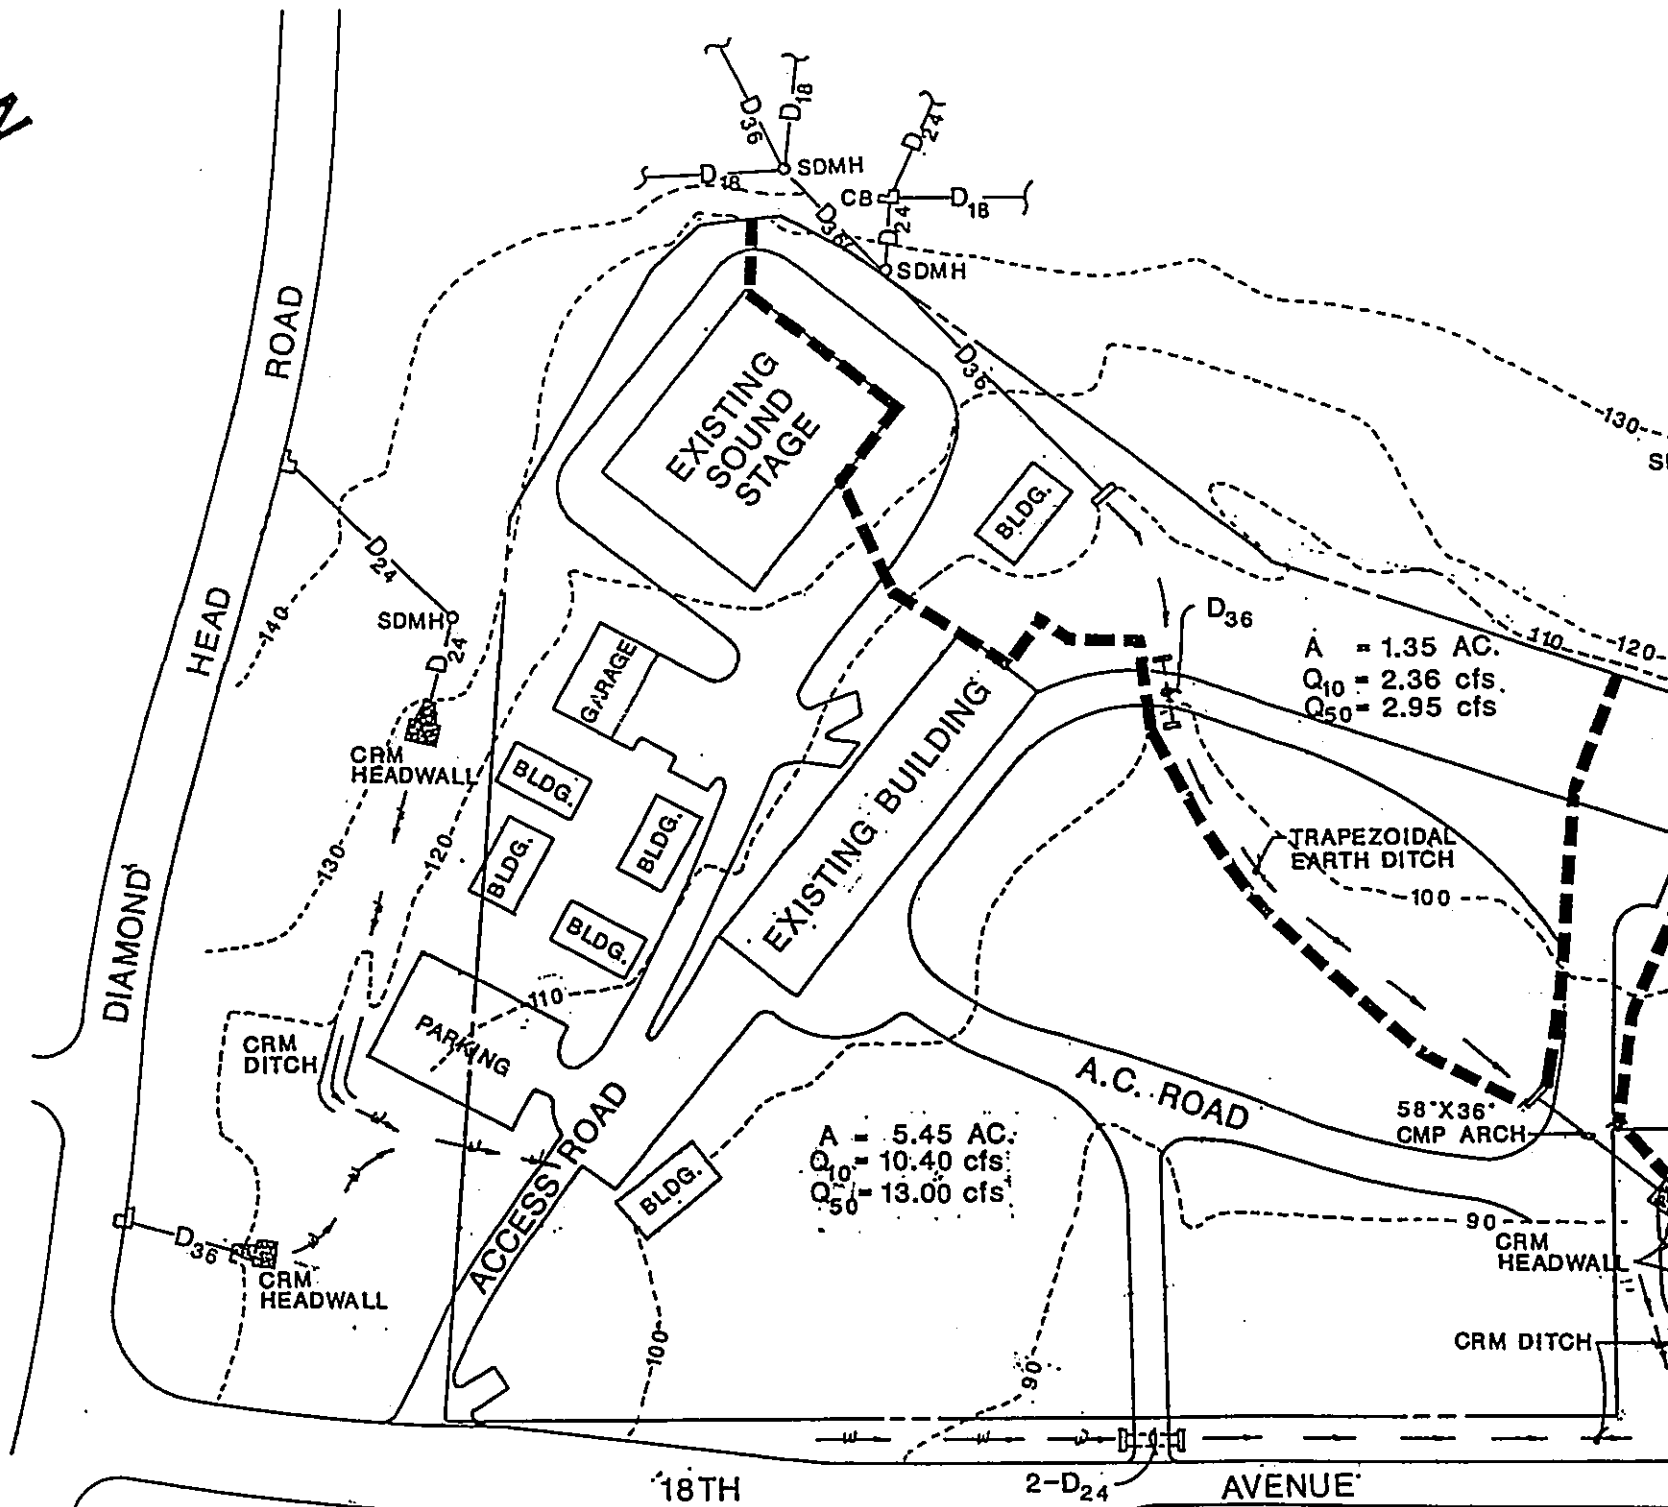 D36
D18
D24
D18
SDMH
CB
D18
D36
D24
SDMH
ROAD
D36
130
EXISTING
SOUND
STAGE
BLDG.
D24
HEAD
140
SDMH
D24
D36
A = 1.35 AC.
Q10 = 2.36 cfs.
Q50 = 2.95 cfs
110
120
GARAGE
CRM
HEADWALL
BLDG.
BLDG.
BLDG.
BLDG.
EXISTING BUILDING
130
120
TRAPEZOIDAL
EARTH DITCH
100
DIAMOND
110
PARKING
CRM
DITCH
A.C. ROAD
58"X36"
CMP ARCH
A = 5.45 AC.
Q10 = 10.40 cfs
Q50 = 13.00 cfs
BLDG.
ACCESS ROAD
D36
CRM
HEADWALL
90
CRM
HEADWALL
100
90
CRM DITCH
18TH
2-D24
AVENUE